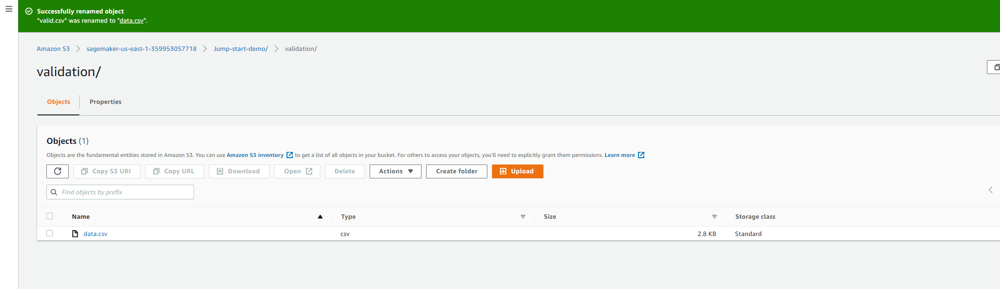 Successfully renamed object
"valid.csv" was renamed to "data.csv".
Amazon S3 sagemaker-us-east-1-359953057718 Jump-start-demo/ validation/
validation/
Objects Properties
Objects (1)
Objects are the fundamental entities stored in Amazon S3. You can use Amazon S3 inventory to get a list of all objects in your bucket. For others to access your objects, you'll need to explicitly grant them permissions. Learn more
Copy S3 URI Copy URL Download Open Delete Actions Create folder Upload
Find objects by prefix
Name Type Size Storage class
data.csv csv 2.8 KB Standard